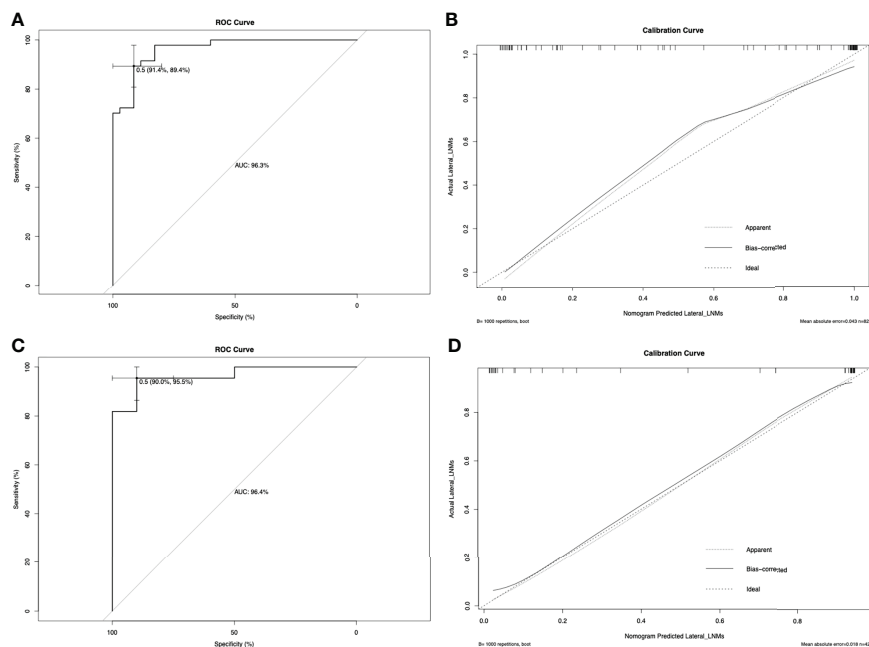 A
ROC Curve
100
80
60
40
20
0
Sensitivity (%)
0.5 (91.4%, 89.4%)
AUC: 96.3%
100
50
0
Specificity (%)
B
Calibration Curve
1.0
0.8
0.6
0.4
0.2
0.0
Actual Lateral_LNMs
Apparent
Bias-corrected
Ideal
0.0
0.2
0.4
0.6
0.8
1.0
Nomogram Predicted Lateral_LNMs
B= 1000 repetitions, boot
Mean absolute error=0.043 n=82
C
ROC Curve
100
80
60
40
20
0
Sensitivity (%)
0.5 (90.0%, 95.5%)
AUC: 96.4%
100
50
0
Specificity (%)
D
Calibration Curve
0.8
0.6
0.4
0.2
0.0
Actual Lateral_LNMs
Apparent
Bias-corrected
Ideal
0.0
0.2
0.4
0.6
0.8
Nomogram Predicted Lateral_LNMs
B= 1000 repetitions, boot
Mean absolute error=0.018 n=42